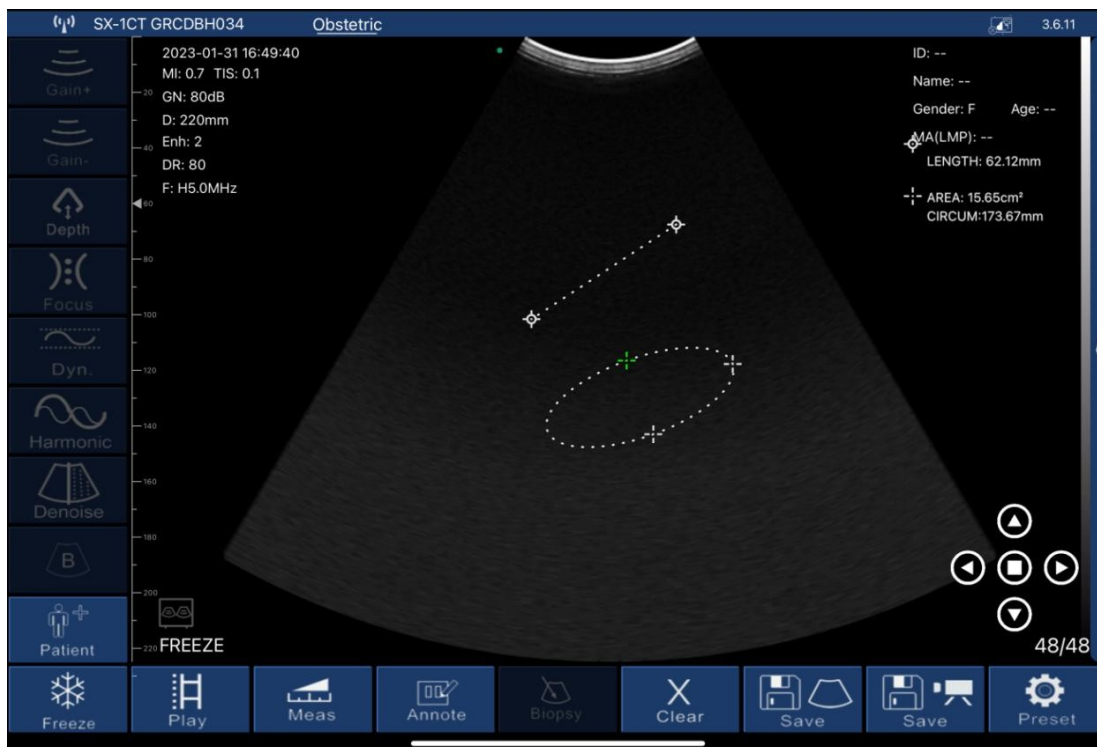 SX-1CT GRCDBH034 Obstetric 3.6.11
2023-01-31 16:49:40
MI: 0.7 TIS: 0.1
GN: 80dB
D: 220mm
Enh: 2
DR: 80
F: H5.0MHz
ID: --
Name: --
Gender: F Age: --
MA(LMP): --
LENGTH: 62.12mm
AREA: 15.65cm²
CIRCUM:173.67mm
Gain+
Gain-
Depth
Focus
Dyn.
Harmonic
Denoise
B
Patient
20
40
60
80
100
120
140
160
180
200
220
FREEZE
48/48
Freeze
Play
Meas
Annote
Biopsy
Clear
Save
Save
Preset